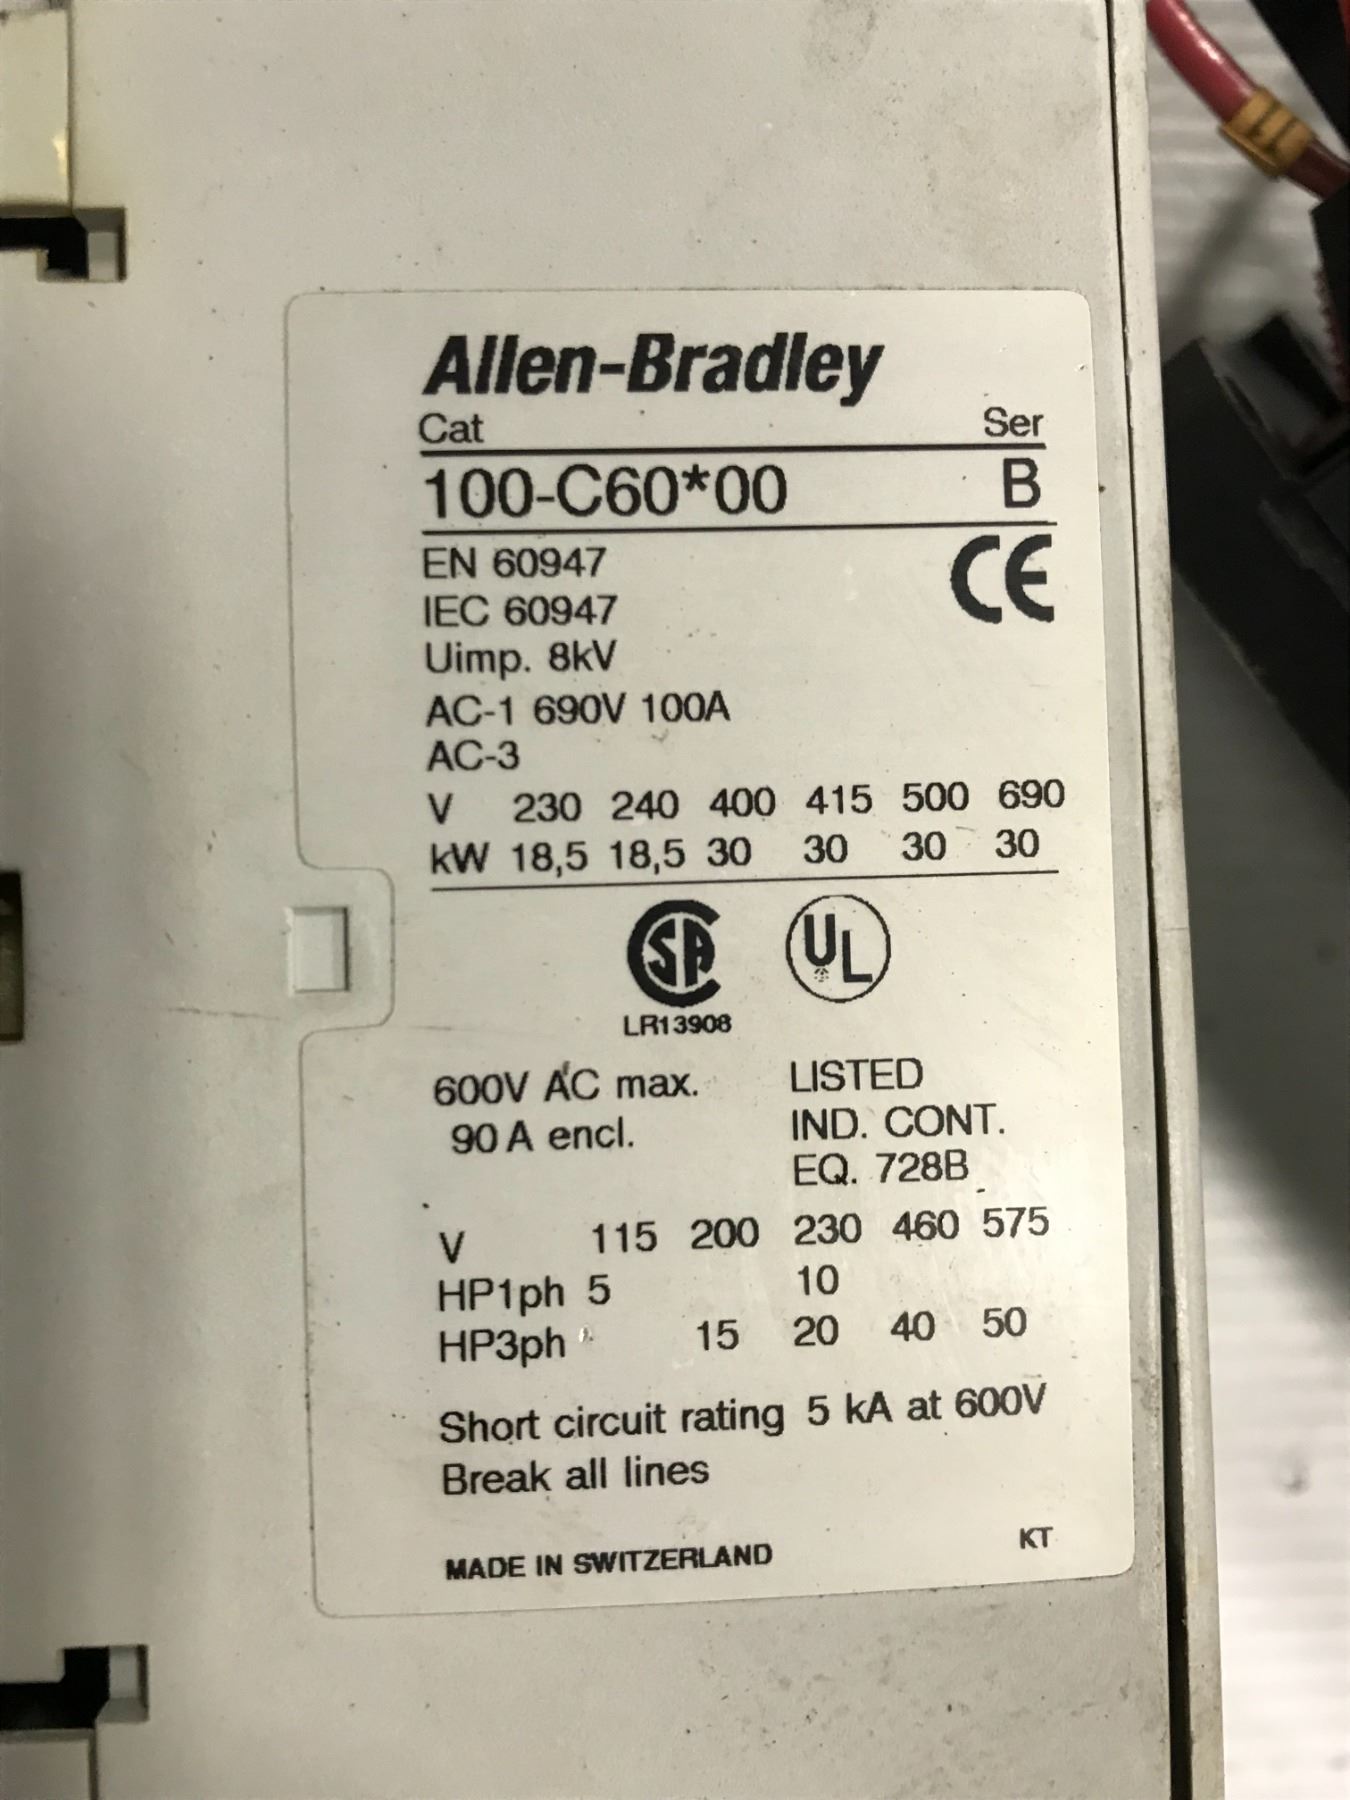 Allen-Bradley
Cat Ser
100-C60*00 B
EN 60947
CE
IEC 60947
Uimp. 8kV
AC-1 690V 100A
AC-3
V 230 240 400 415 500 690
kW 18,5 18,5 30 30 30 30
SA UL
LR13908
600V AC max. LISTED
90 A encl. IND. CONT.
EQ. 728B
V 115 200 230 460 575
HP1ph 5 10
HP3ph 15 20 40 50
Short circuit rating 5 kA at 600V
Break all lines
MADE IN SWITZERLAND KT